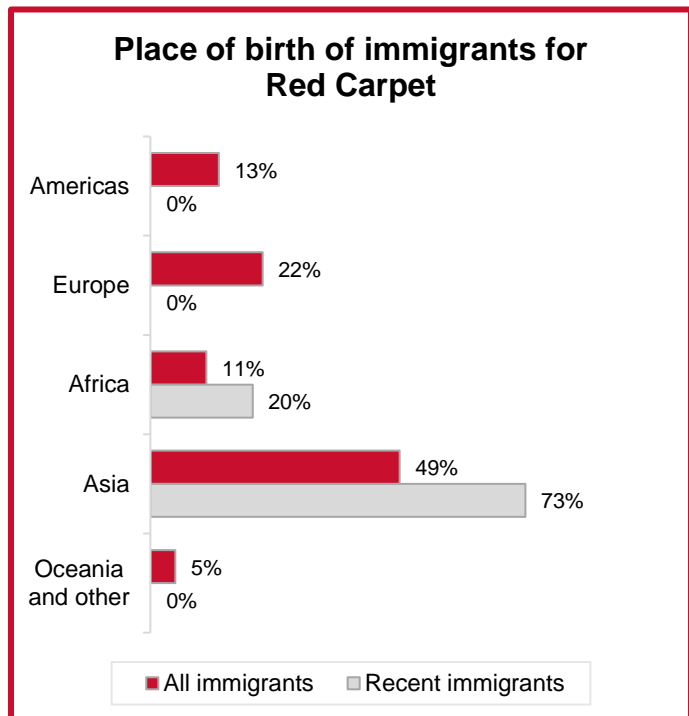 Place of birth of immigrants for
Red Carpet
Americas
13%
0%
Europe
22%
0%
Africa
11%
20%
Asia
49%
73%
Oceania
and other
5%
0%
All immigrants
Recent immigrants